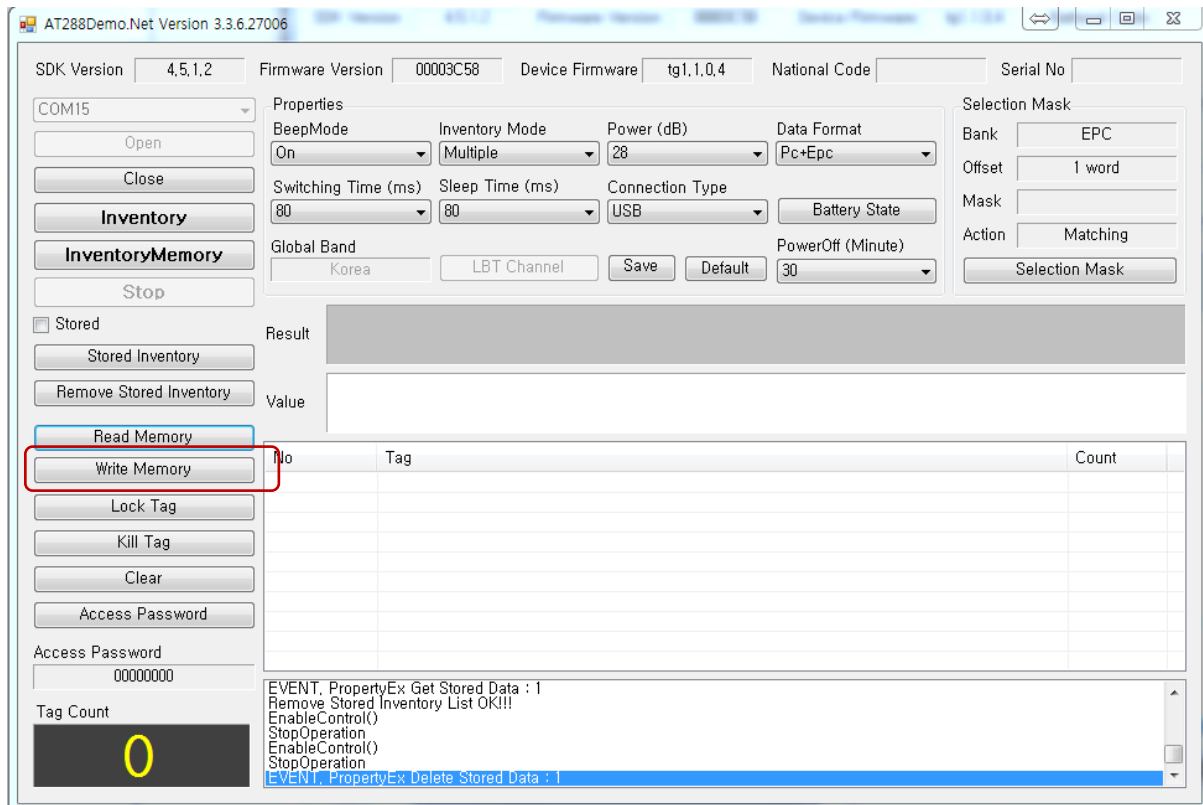 AT288Demo.Net Version 3.3.6.27006
SDK Version 4,5,1,2 Firmware Version 00003C58 Device Firmware tg1,1,0,4 National Code Serial No
COM15
Open
Close
Inventory
InventoryMemory
Stop
Stored
Stored Inventory
Remove Stored Inventory
Read Memory
Write Memory
Lock Tag
Kill Tag
Clear
Access Password
Access Password
00000000
Tag Count
0
Properties
BeepMode Inventory Mode Power (dB) Data Format
On Multiple 28 Pc+Epc
Switching Time (ms) Sleep Time (ms) Connection Type
80 80 USB Battery State
Global Band PowerOff (Minute)
Korea LBT Channel Save Default 30
Selection Mask
Bank EPC
Offset 1 word
Mask
Action Matching
Selection Mask
Result
Value
No Tag Count
EVENT, PropertyEx Get Stored Data : 1
Remove Stored Inventory List OK!!!
EnableControl()
StopOperation
EnableControl()
StopOperation
EVENT, PropertyEx Delete Stored Data : 1